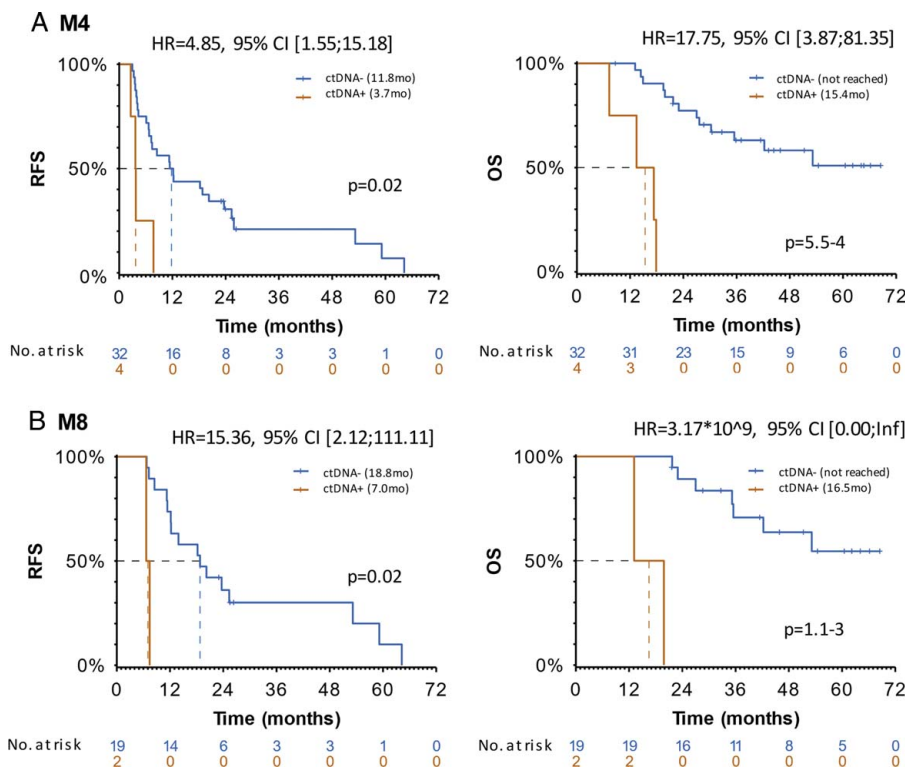 A M4
HR=4.85, 95% CI [1.55;15.18]
100%
50%
0%
RFS
ctDNA- (11.8mo)
ctDNA+ (3.7mo)
p=0.02
0 12 24 36 48 60 72
Time (months)
No. at risk
32 16 8 3 3 1 0
4 0 0 0 0 0 0
HR=17.75, 95% CI [3.87;81.35]
100%
50%
0%
OS
ctDNA- (not reached)
ctDNA+ (15.4mo)
p=5.5-4
0 12 24 36 48 60 72
Time (months)
No. at risk
32 31 23 15 9 6 0
4 3 0 0 0 0 0
B M8
HR=15.36, 95% CI [2.12;111.11]
100%
50%
0%
RFS
ctDNA- (18.8mo)
ctDNA+ (7.0mo)
p=0.02
0 12 24 36 48 60 72
Time (months)
No. at risk
19 14 6 3 3 1 0
2 0 0 0 0 0 0
HR=3.17*10^9, 95% CI [0.00;Inf]
100%
50%
0%
OS
ctDNA- (not reached)
ctDNA+ (16.5mo)
p=1.1-3
0 12 24 36 48 60 72
Time (months)
No. at risk
19 19 16 11 8 5 0
2 2 0 0 0 0 0